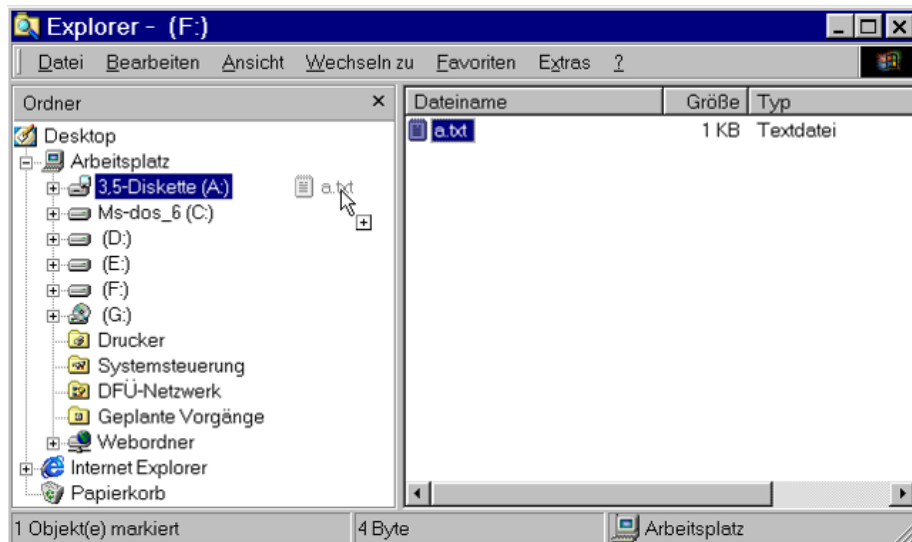 Explorer - (F:)
Datei Bearbeiten Ansicht Wechseln zu Favoriten Extras ?
Ordner
Desktop
Arbeitsplatz
3,5-Diskette (A:)
Ms-dos_6 (C:)
(D:)
(E:)
(F:)
(G:)
Drucker
Systemsteuerung
DFÜ-Netzwerk
Geplante Vorgänge
Webordner
Internet Explorer
Papierkorb
a.txt
Dateiname Größe Typ
a.txt 1 KB Textdatei
1 Objekt(e) markiert 4 Byte Arbeitsplatz